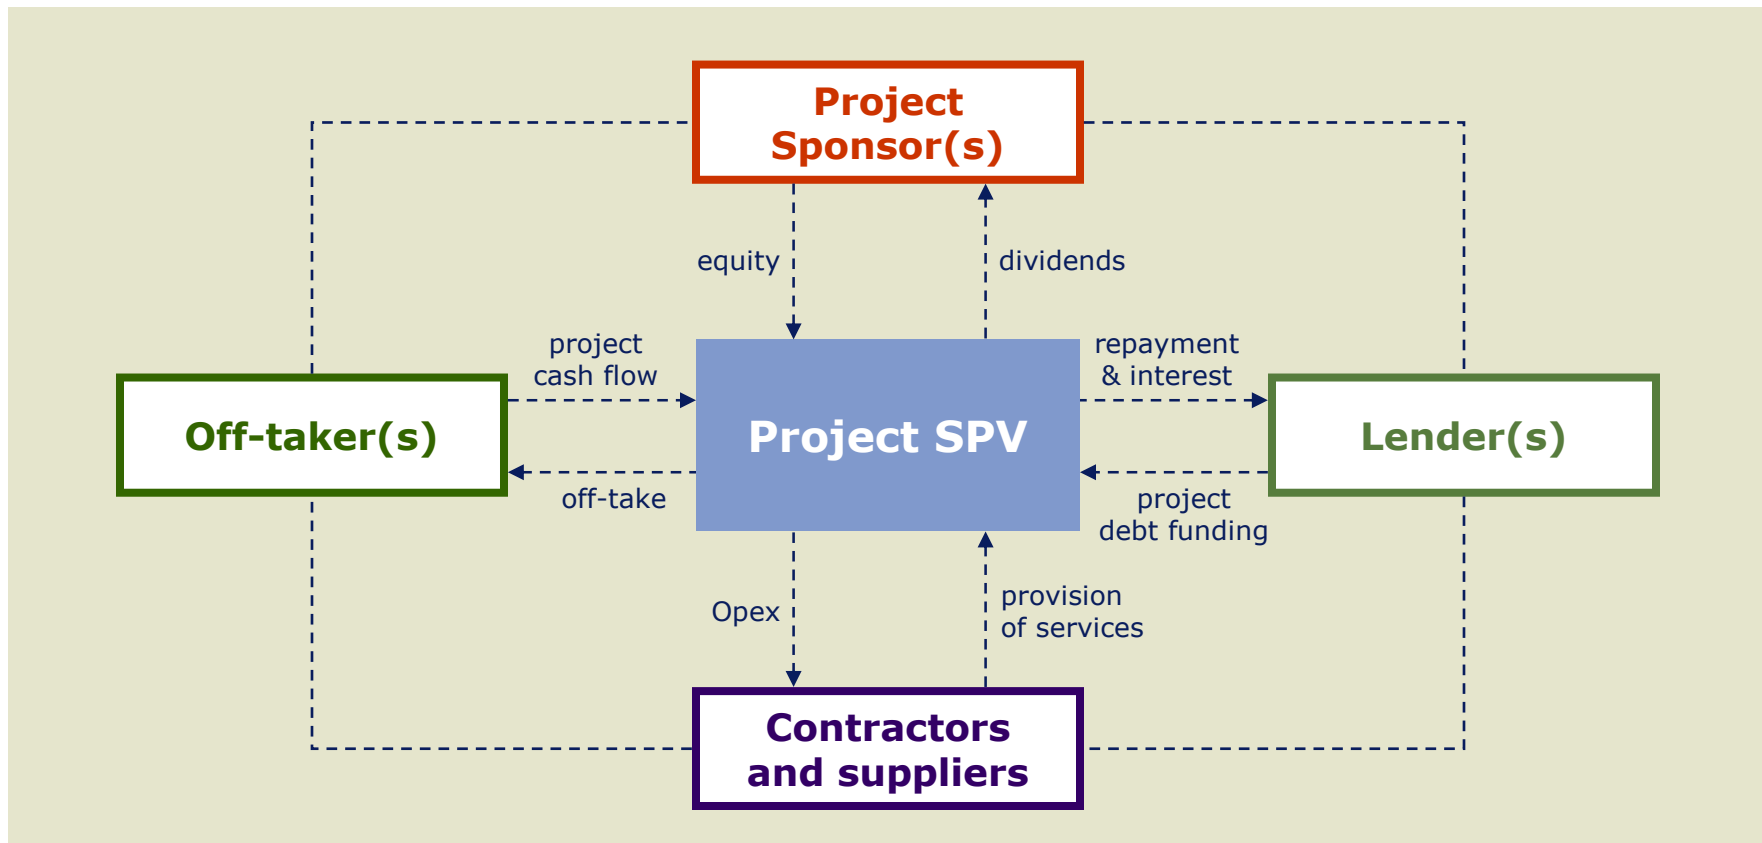 Project
Sponsor(s)
equity
dividends
project
cash flow
repayment
& interest
Off-taker(s)
Project SPV
Lender(s)
off-take
project
debt funding
Opex
provision
of services
Contractors
and suppliers